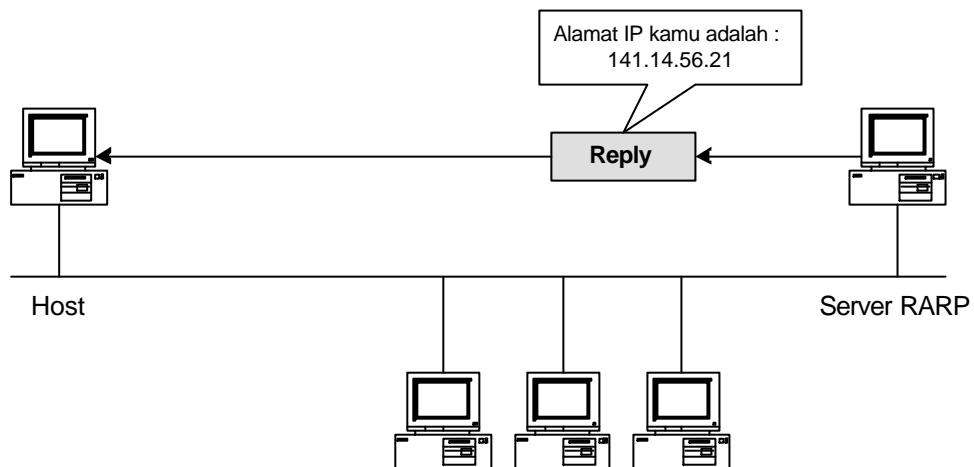 Alamat IP kamu adalah :
141.14.56.21
Reply
Host
Server RARP